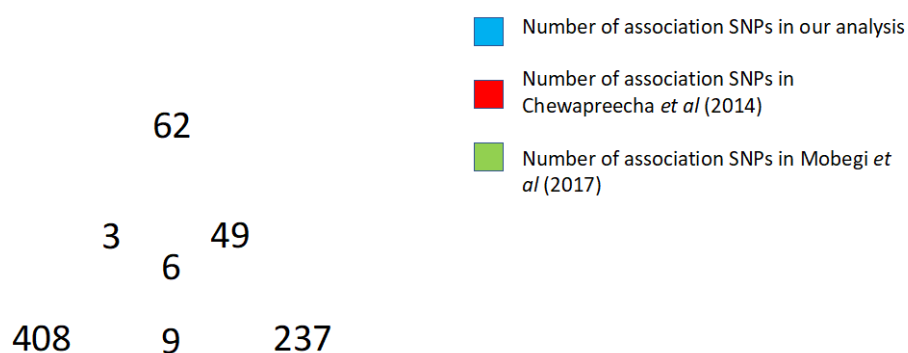 Number of association SNPs in our analysis
Number of association SNPs in
Chewapreecha et al (2014)
Number of association SNPs in Mobegi et
al (2017)
62
3 49
6
408 9 237